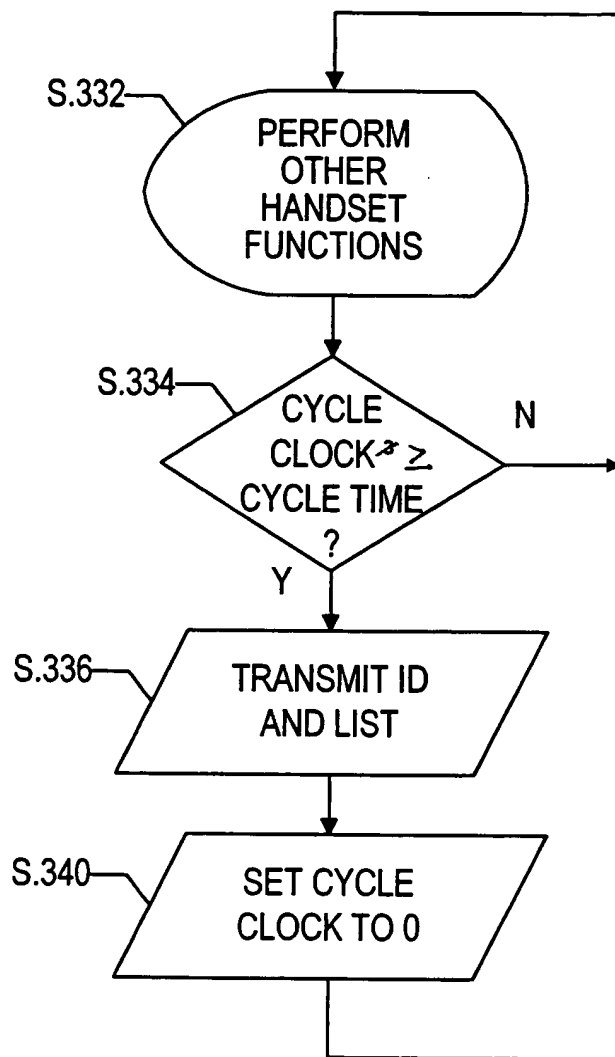 S.332
PERFORM
OTHER
HANDSET
FUNCTIONS
S.334
CYCLE
CLOCK ≥
CYCLE TIME
?
N
Y
S.336
TRANSMIT ID
AND LIST
S.340
SET CYCLE
CLOCK TO 0